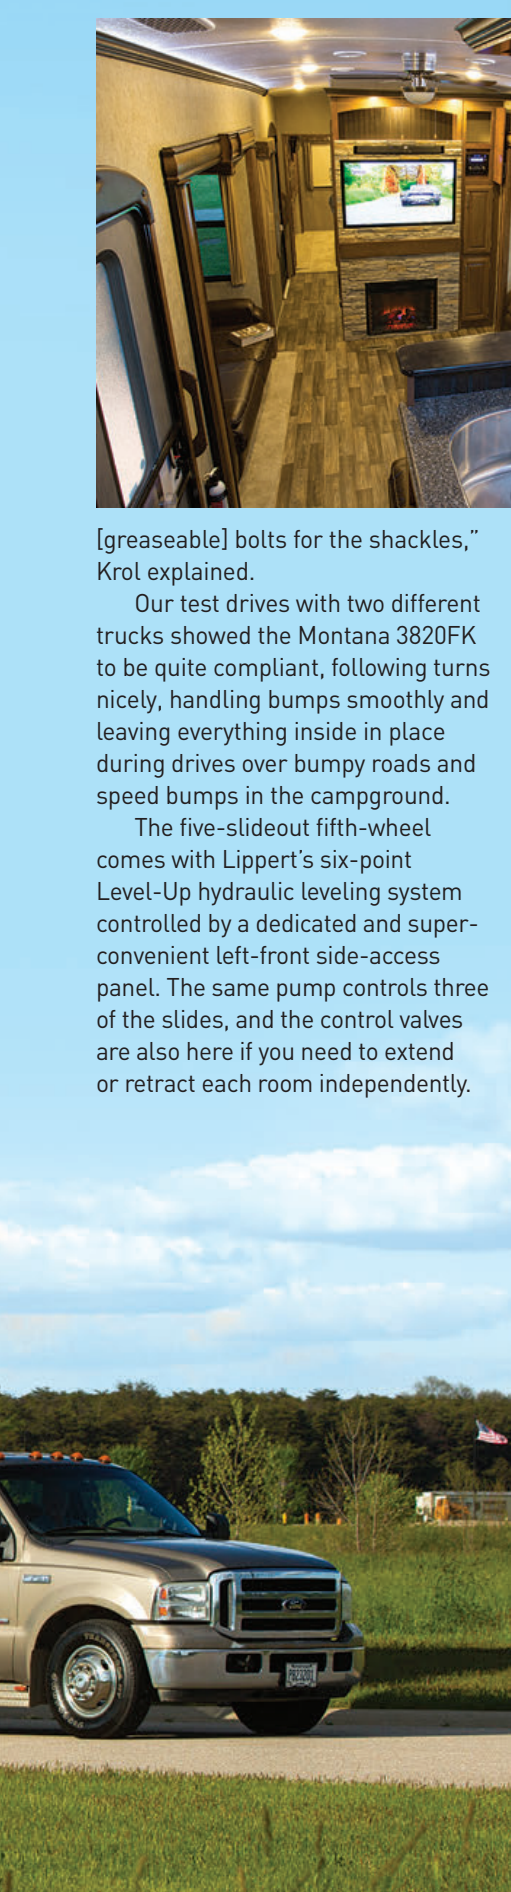 [greaseable] bolts for the shackles,”
Krol explained.
Our test drives with two different
trucks showed the Montana 3820FK
to be quite compliant, following turns
nicely, handling bumps smoothly and
leaving everything inside in place
during drives over bumpy roads and
speed bumps in the campground.
The five-slideout fifth-wheel
comes with Lippert’s six-point
Level-Up hydraulic leveling system
controlled by a dedicated and super-
convenient left-front side-access
panel. The same pump controls three
of the slides, and the control valves
are also here if you need to extend
or retract each room independently.
Ford